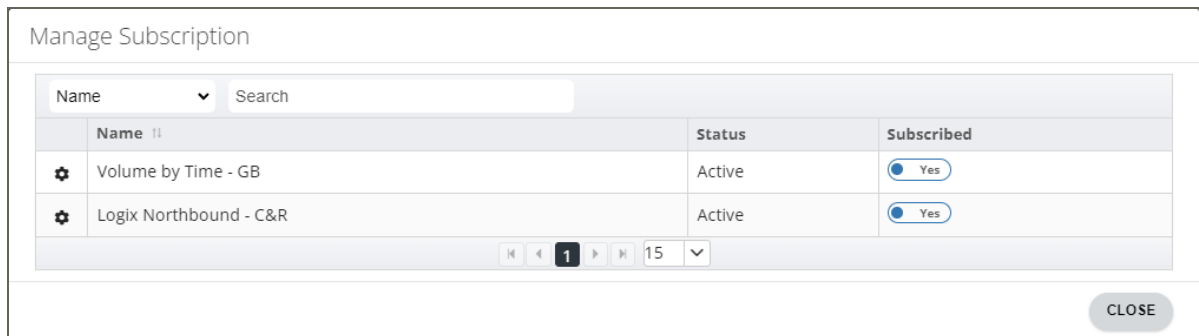 Manage Subscription
Name Search
Name Status Subscribed
Volume by Time - GB Active Yes
Logix Northbound - C&R Active Yes
1 15
CLOSE